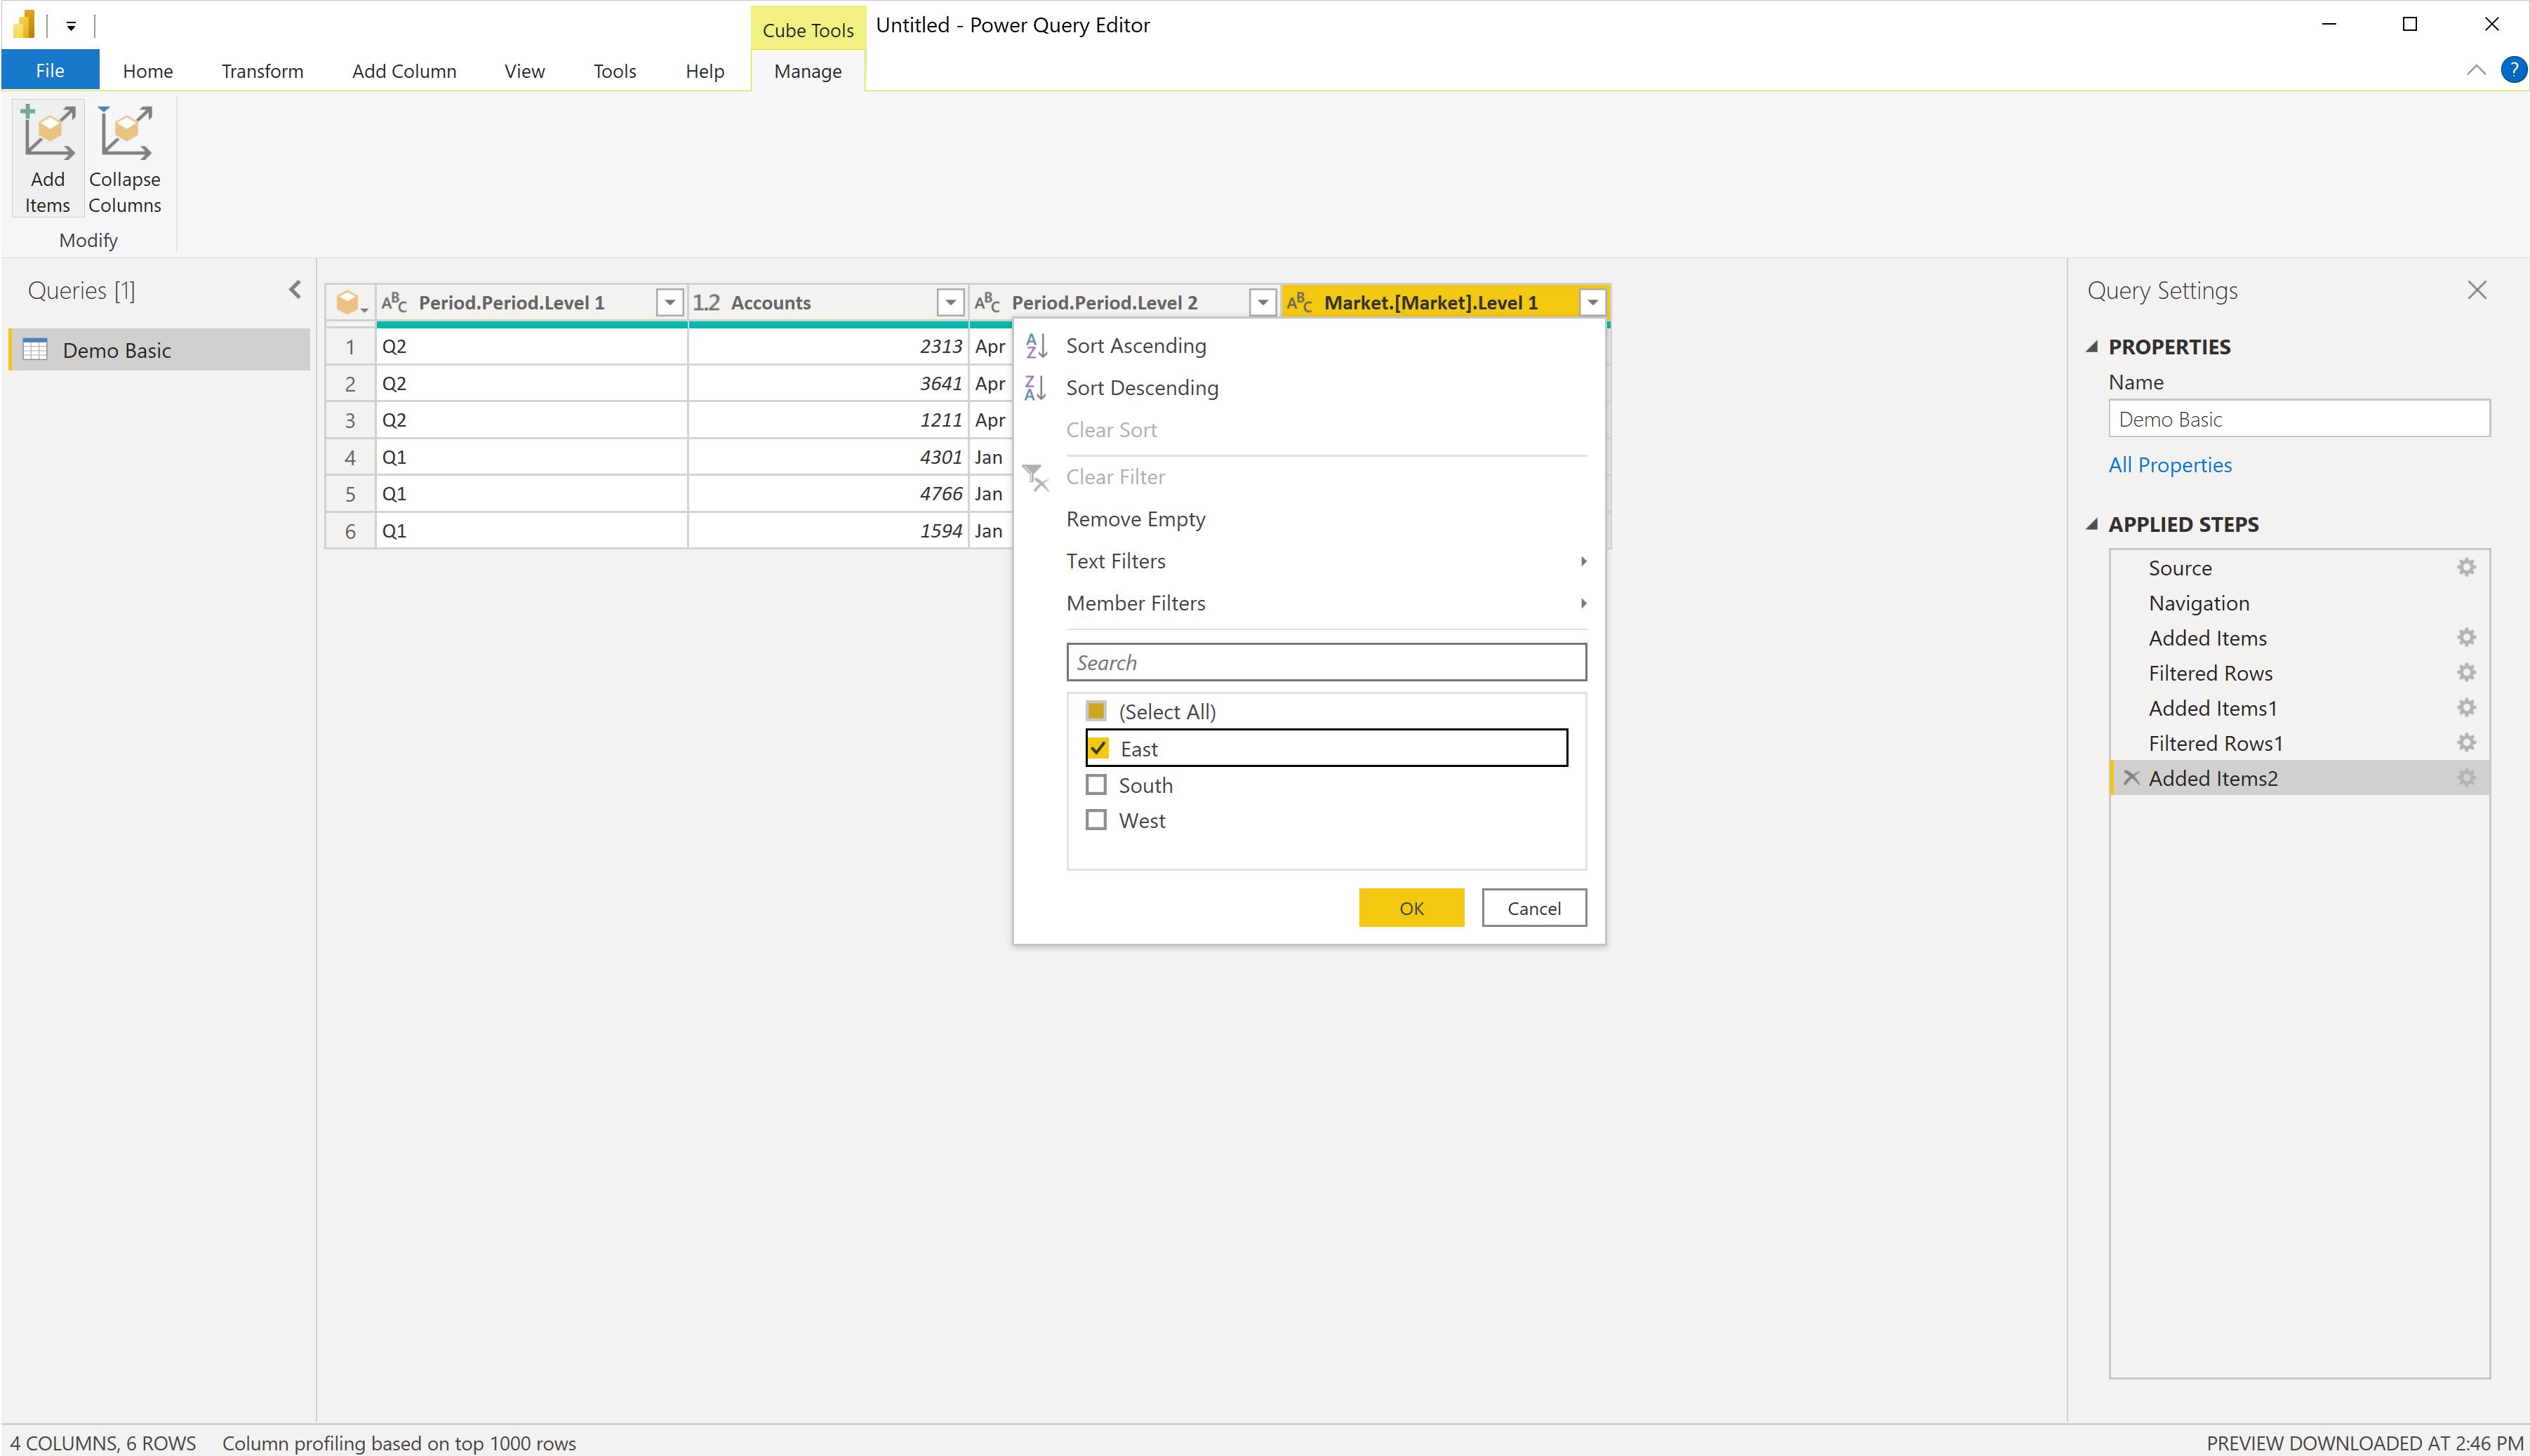 Cube Tools
Untitled - Power Query Editor
File
Home
Transform
Add Column
View
Tools
Help
Manage
?
Add Items
Collapse Columns
Modify
Queries [1]
Demo Basic
ABC Period.Period.Level 1
1.2 Accounts
ABC Period.Period.Level 2
ABC Market.[Market].Level 1
1 Q2 2313 Apr
2 Q2 3641 Apr
3 Q2 1211 Apr
4 Q1 4301 Jan
5 Q1 4766 Jan
6 Q1 1594 Jan
AZ Sort Ascending
ZA Sort Descending
Clear Sort
Clear Filter
Remove Empty
Text Filters
Member Filters
Search
(Select All)
East
South
West
OK
Cancel
Query Settings
PROPERTIES
Name
Demo Basic
All Properties
APPLIED STEPS
Source
Navigation
Added Items
Filtered Rows
Added Items1
Filtered Rows1
Added Items2
4 COLUMNS, 6 ROWS
Column profiling based on top 1000 rows
PREVIEW DOWNLOADED AT 2:46 PM